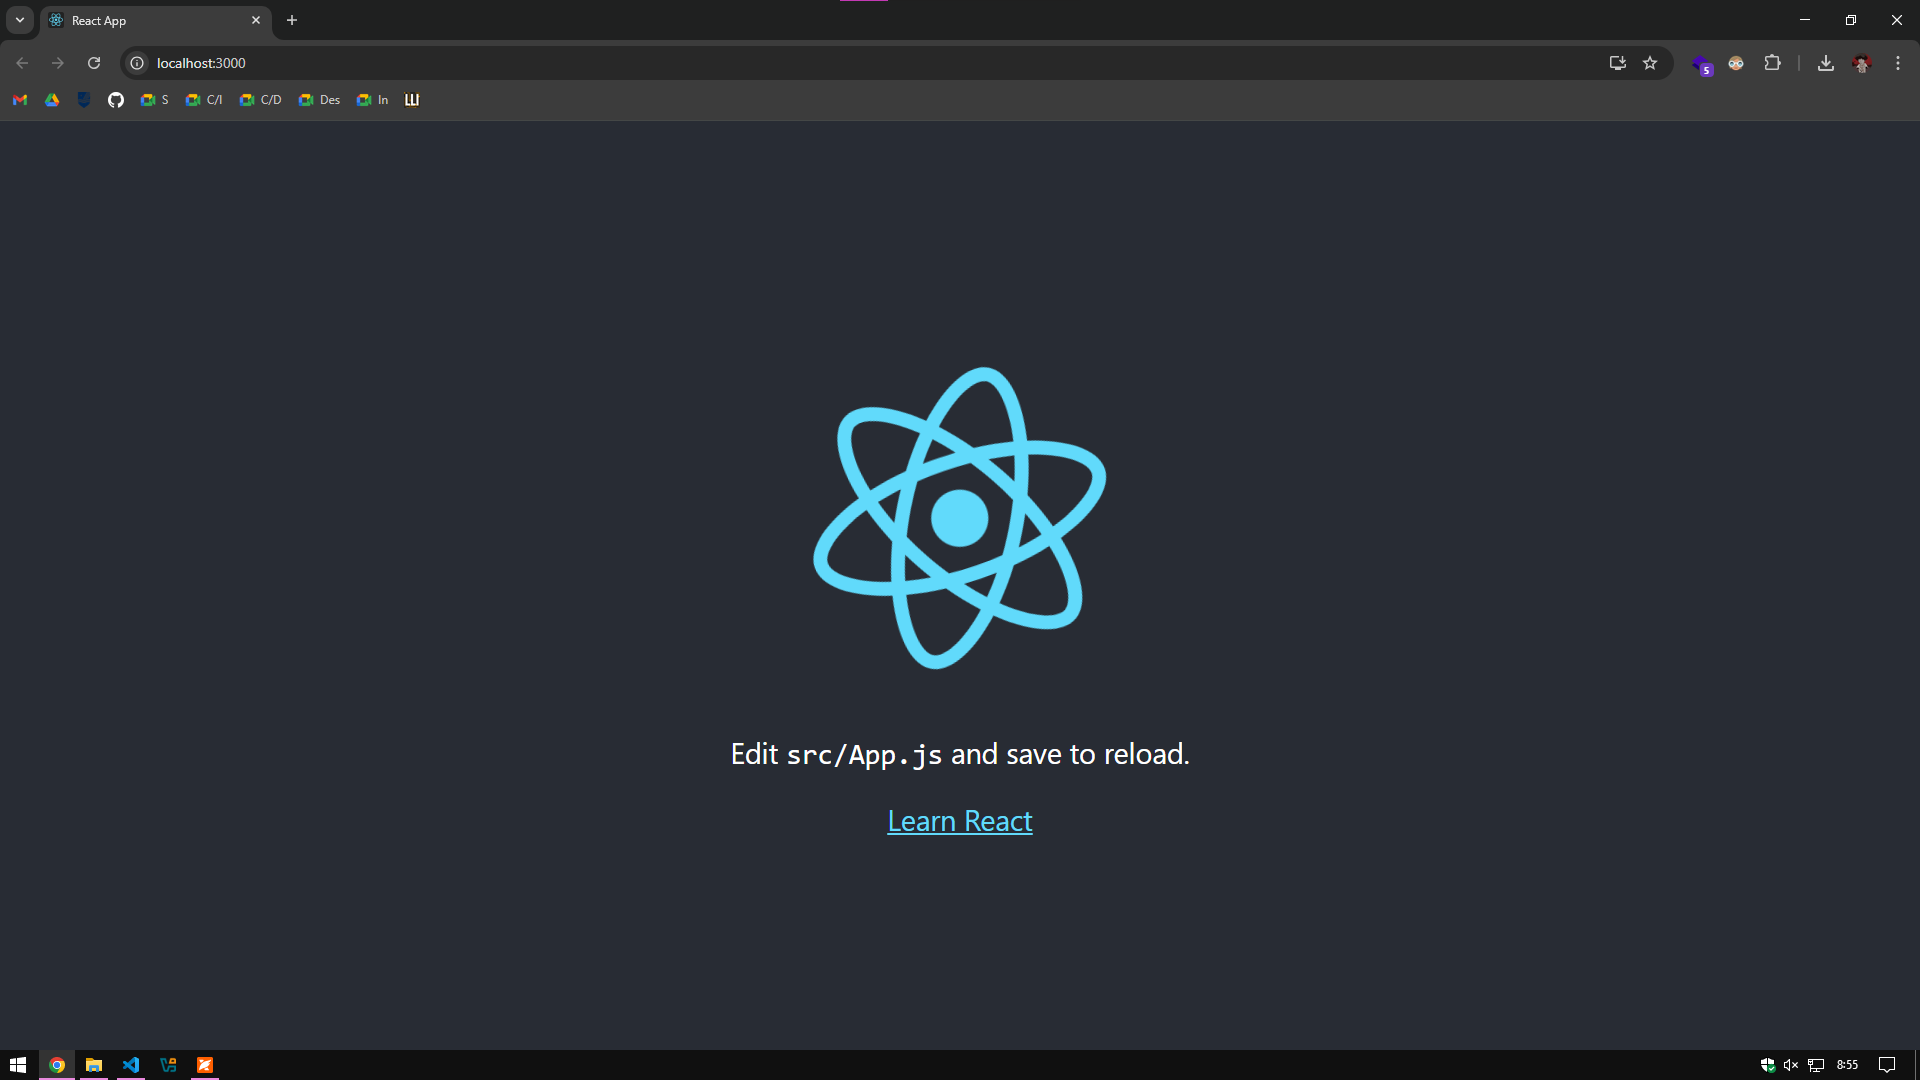 React App
localhost:3000
5
S
C/I
C/D
Des
In
Edit src/App.js and save to reload.
Learn React
8:55